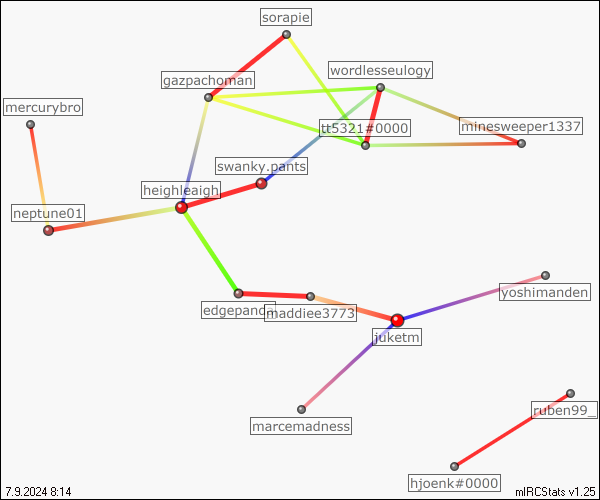 sorapie
wordlesseulogy
gazpachoman
mercurybro
tt5321#0000
minesweeper1337
swanky.pants
heighleaigh
neptune01
yoshimanden
edgepand
maddiee3773
juketm
ruben99_
marcemadness
hjoenk#0000
7.9.2024 8:14
mIRCStats v1.25